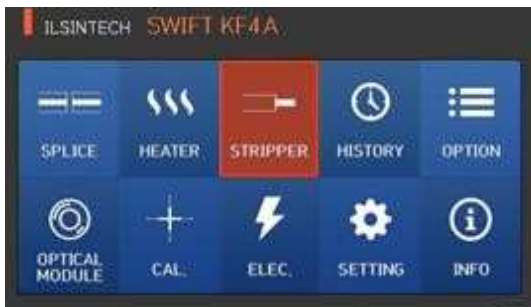 ILSINTECH SWIFT KF4A
SPLICE HEATER STRIPPER HISTORY OPTION
OPTICAL
MODULE CAL. ELEC. SETTING INFO